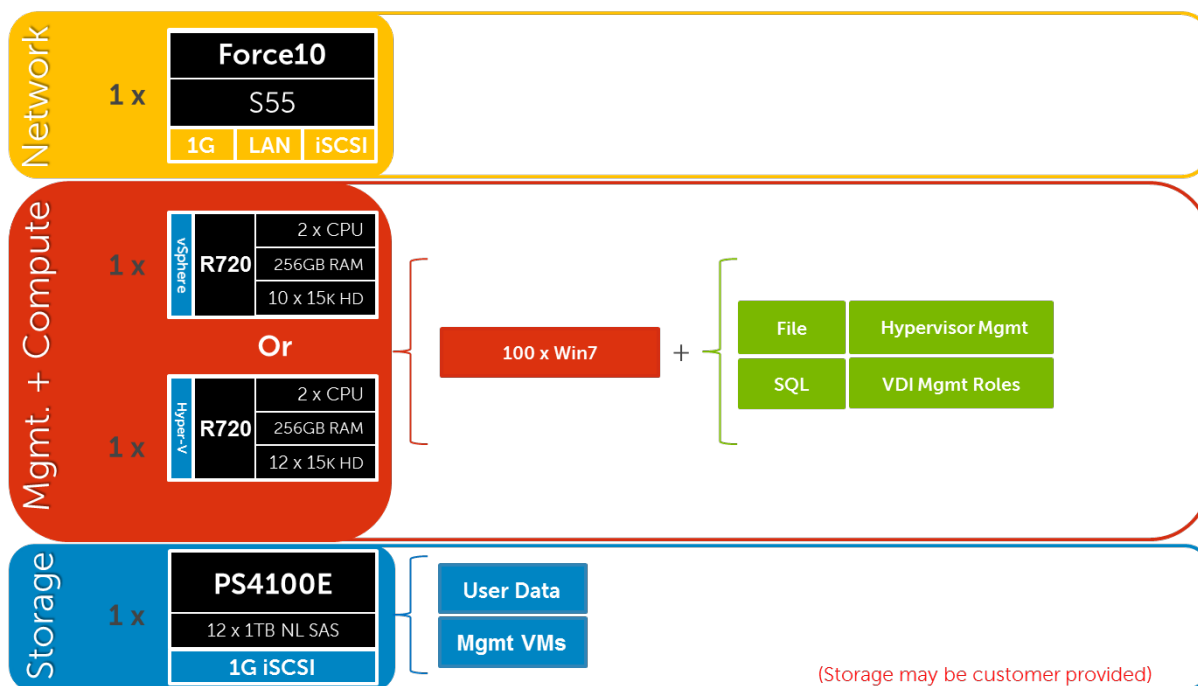 Network
1 x
Force10
S55
1G LAN iSCSI
Mgmt. + Compute
1 x
vSphere
R720
2 x CPU
256GB RAM
10 x 15K HD
Or
1 x
Hyper-V
R720
2 x CPU
256GB RAM
12 x 15K HD
100 x Win7
+
File
Hypervisor Mgmt
SQL
VDI Mgmt Roles
Storage
1 x
PS4100E
12 x 1TB NL SAS
1G iSCSI
User Data
Mgmt VMs
(Storage may be customer provided)